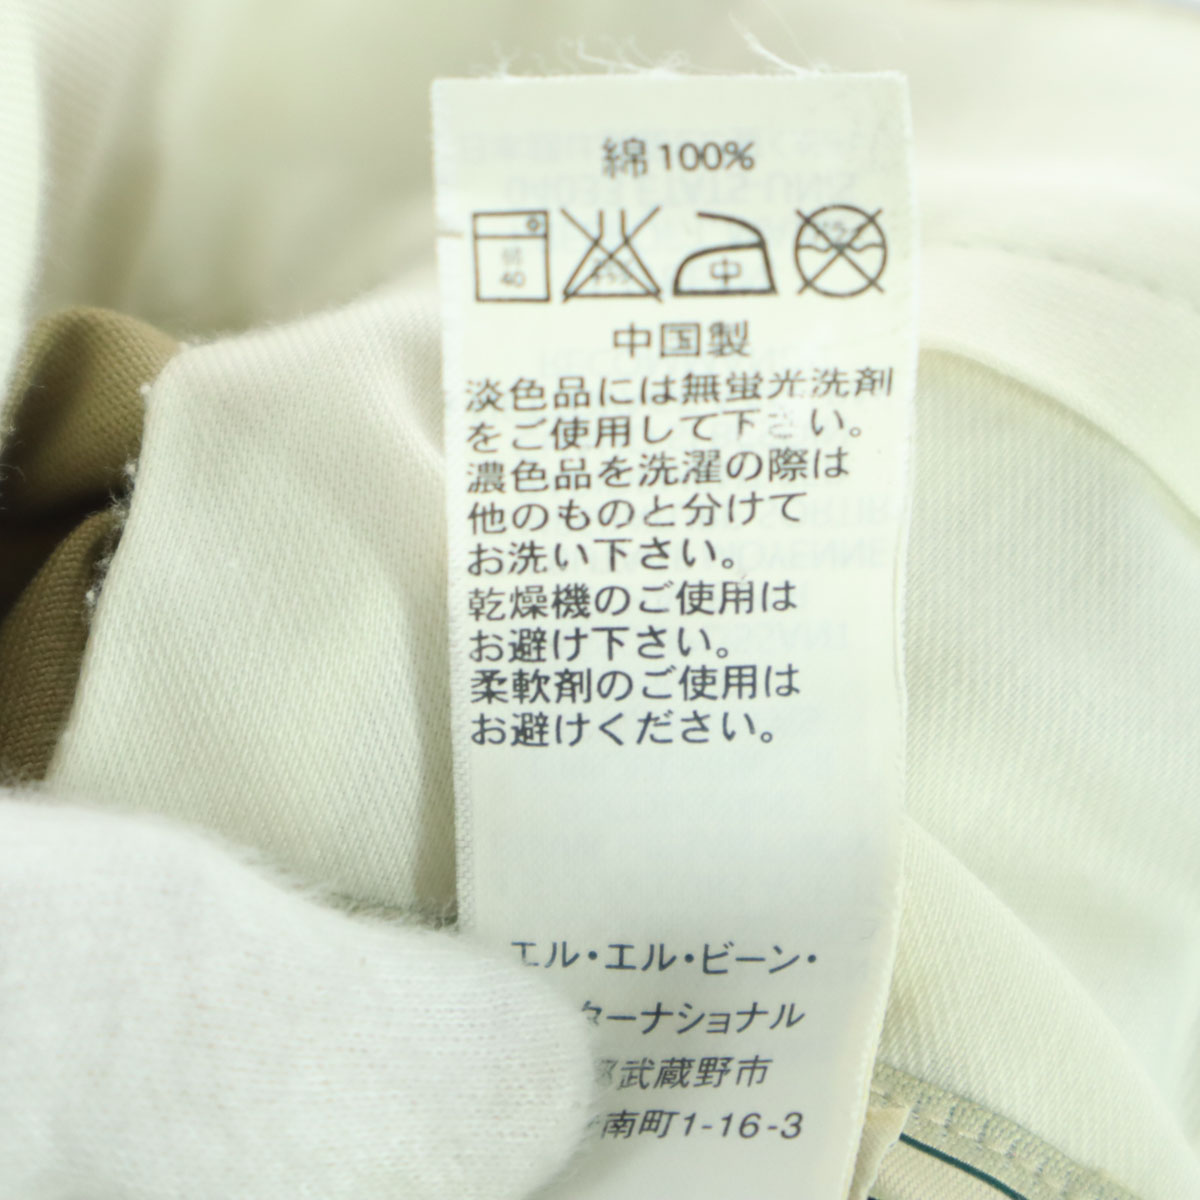 綿100%
40
中
中国製
淡色品には無蛍光洗剤
をご使用して下さい。
濃色品を洗濯の際は
他のものと分けて
お洗い下さい。
乾燥機のご使用は
お避け下さい。
柔軟剤のご使用は
お避けください。
エル・エル・ビーン・
ターナショナル
武蔵野市
南町1-16-3